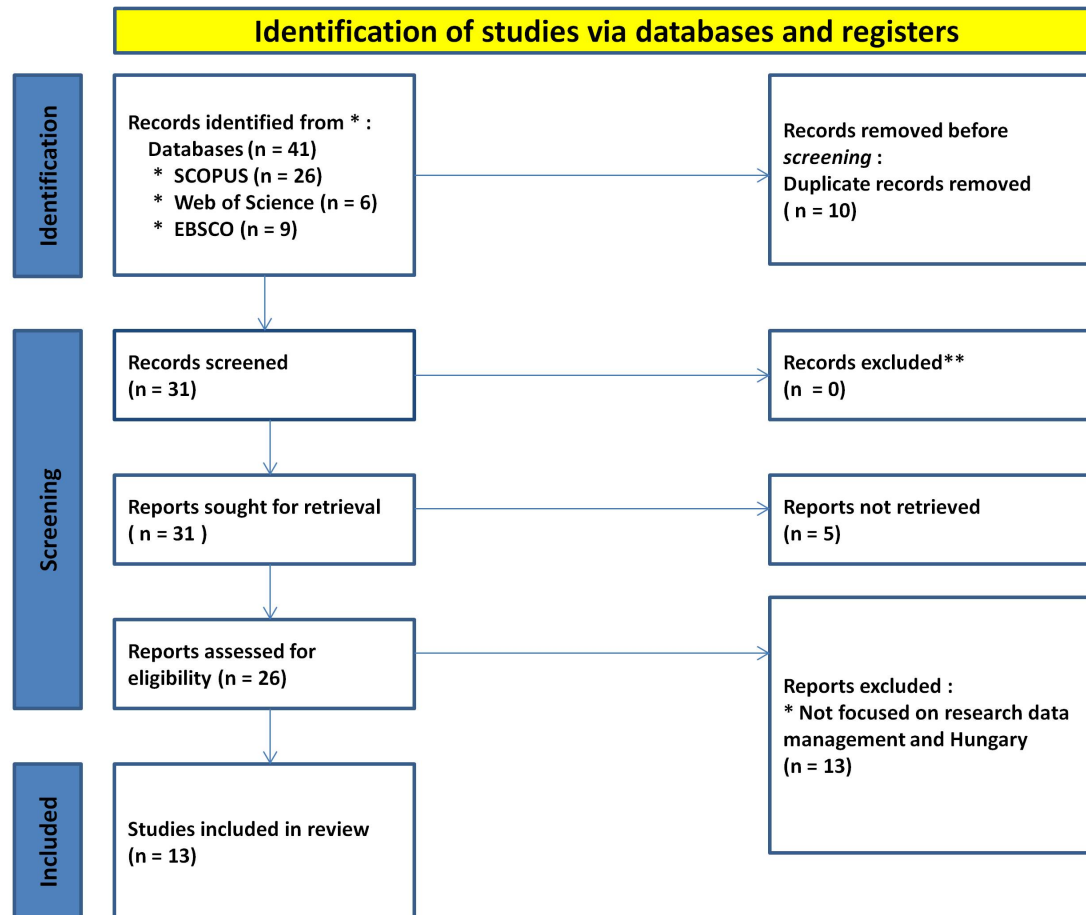 Identification of studies via databases and registers
Identification
Records identified from * :
Databases (n = 41)
* SCOPUS (n = 26)
* Web of Science (n = 6)
* EBSCO (n = 9)
Records removed before
screening :
Duplicate records removed
( n = 10)
Screening
Records screened
(n = 31)
Records excluded**
(n = 0)
Reports sought for retrieval
( n = 31 )
Reports not retrieved
(n = 5)
Reports assessed for
eligibility (n = 26)
Reports excluded :
* Not focused on research data
management and Hungary
(n = 13)
Included
Studies included in review
(n = 13)